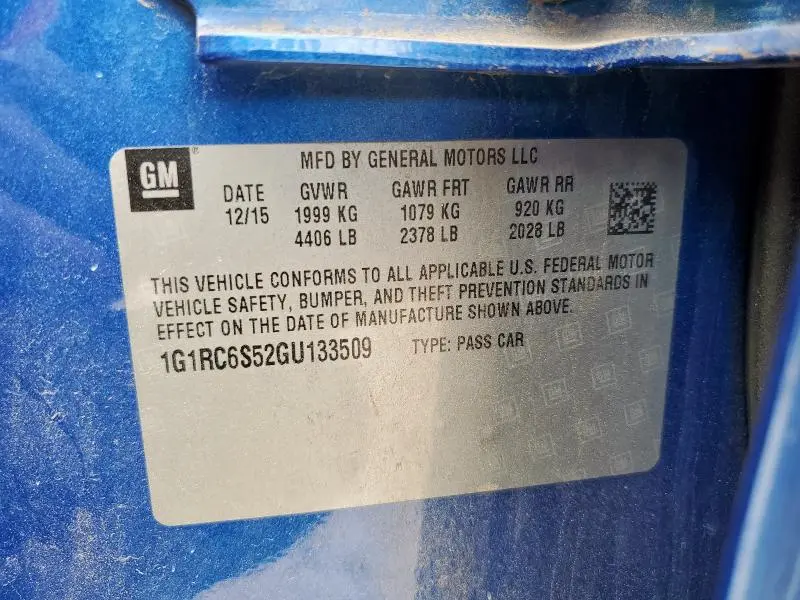 GM
MFD BY GENERAL MOTORS LLC
DATE GVWR GAWR FRT GAWR RR
12/15 1999 KG 1079 KG 920 KG
4406 LB 2378 LB 2028 LB
THIS VEHICLE CONFORMS TO ALL APPLICABLE U.S. FEDERAL MOTOR
VEHICLE SAFETY, BUMPER, AND THEFT PREVENTION STANDARDS IN
EFFECT ON THE DATE OF MANUFACTURE SHOWN ABOVE.
1G1RC6S52GU133509 TYPE: PASS CAR